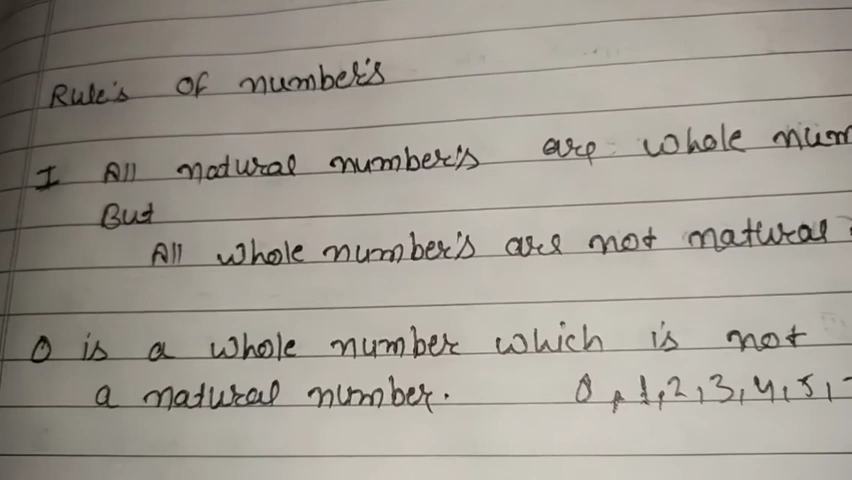 Rule's of number's
I All natural number's are whole num
But
All whole number's are not natural
0 is a whole number which is not
a natural number. 0, 1, 2, 3, 4, 5,